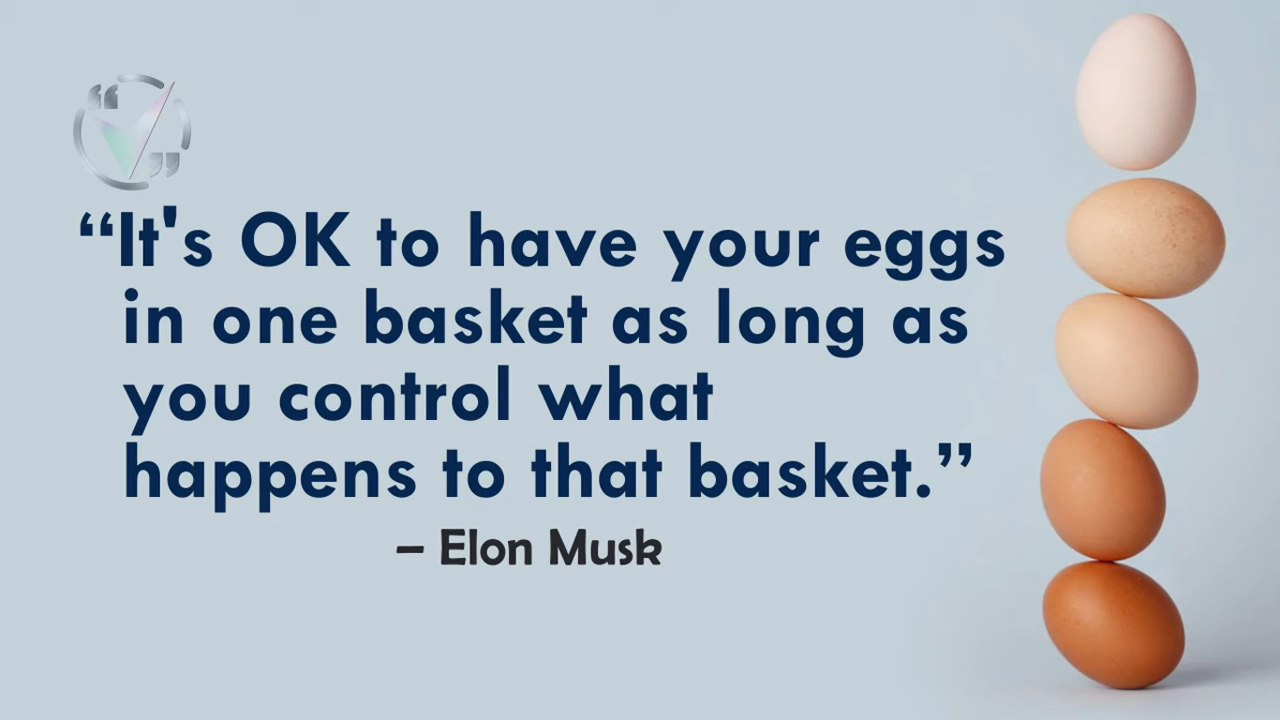 “It's OK to have your eggs
in one basket as long as
you control what
happens to that basket.”
– Elon Musk